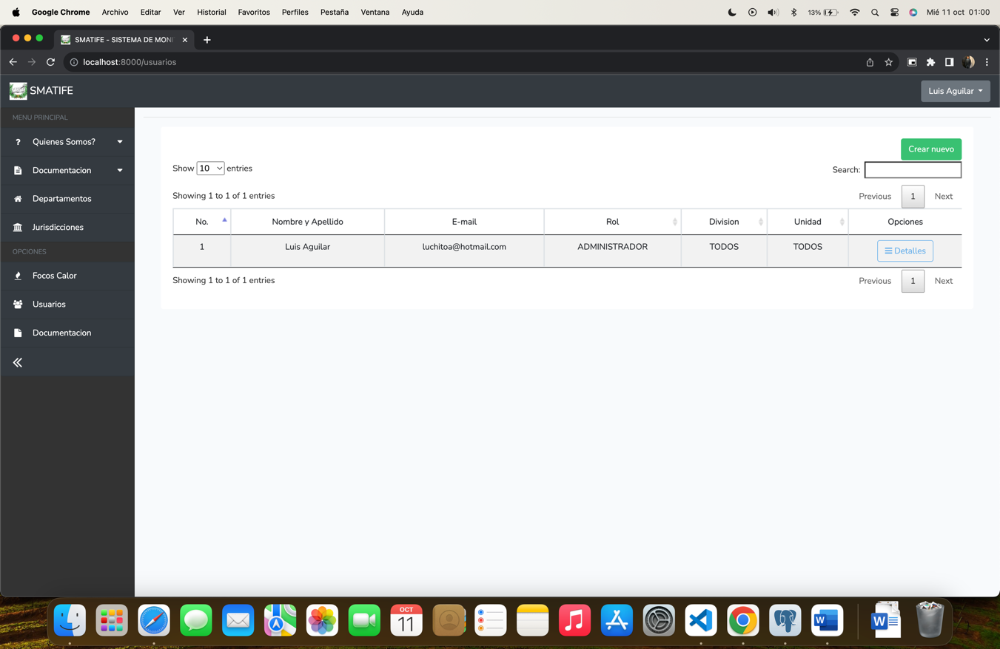 Google Chrome Archivo Editar Ver Historial Favoritos Perfiles Pestaña Ventana Ayuda 13% Mié 11 oct 01:00
SMATIFE - SISTEMA DE MONI
localhost:8000/usuarios
SMATIFE Luis Aguilar
MENU PRINCIPAL
Quienes Somos?
Documentacion
Departamentos
Jurisdicciones
OPCIONES
Focos Calor
Usuarios
Documentacion
Crear nuevo
Show 10 entries Search:
Showing 1 to 1 of 1 entries Previous 1 Next
No. Nombre y Apellido E-mail Rol Division Unidad Opciones
1 Luis Aguilar luchitoa@hotmail.com ADMINISTRADOR TODOS TODOS Detalles
Showing 1 to 1 of 1 entries Previous 1 Next
OCT
11